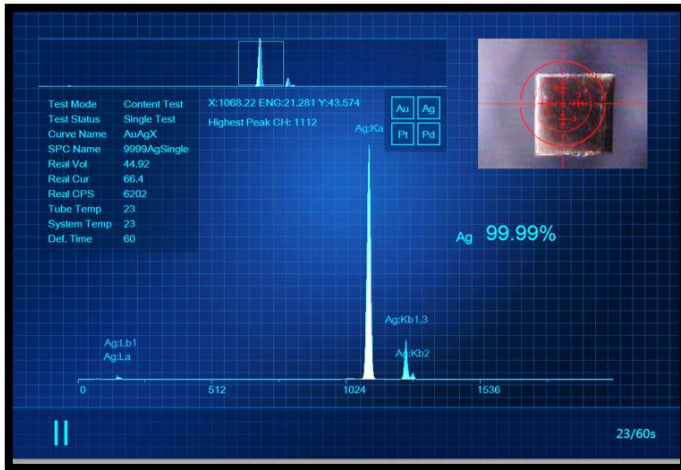 Test Mode Content Test
Test Status Single Test
Curve Name AuAgX
SPC Name 9999AgSingle
Real Vol 44.92
Real Cur 66.4
Real CPS 6202
Tube Temp 23
System Temp 23
Def. Time 60
X:1068.22 ENG:21.281 Y:43.574
Highest Peak CH: 1112
Au Ag
Pt Pd
Ag:Ka
Ag 99.99%
Ag:Kb1,3
Ag:Kb2
Ag:Lb1
Ag:La
0 512 1024 1536
23/60s